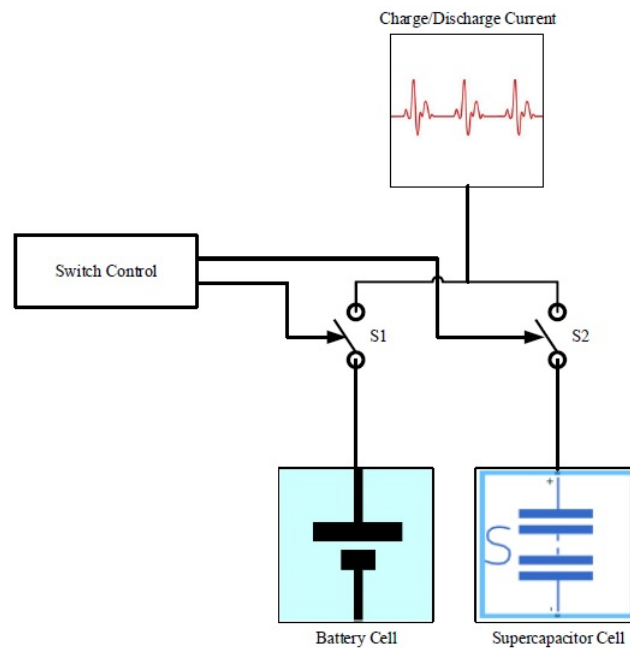 Charge/Discharge Current
Switch Control
S1
S2
S
+
-
Battery Cell
Supercapacitor Cell